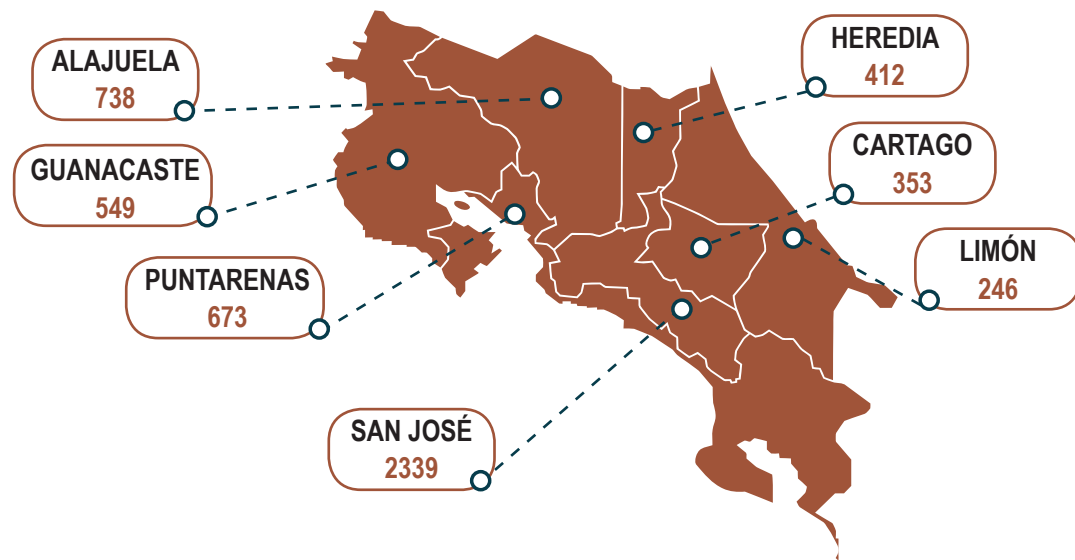 ALAJUELA
738
GUANACASTE
549
PUNTARENAS
673
SAN JOSÉ
2339
HEREDIA
412
CARTAGO
353
LIMÓN
246